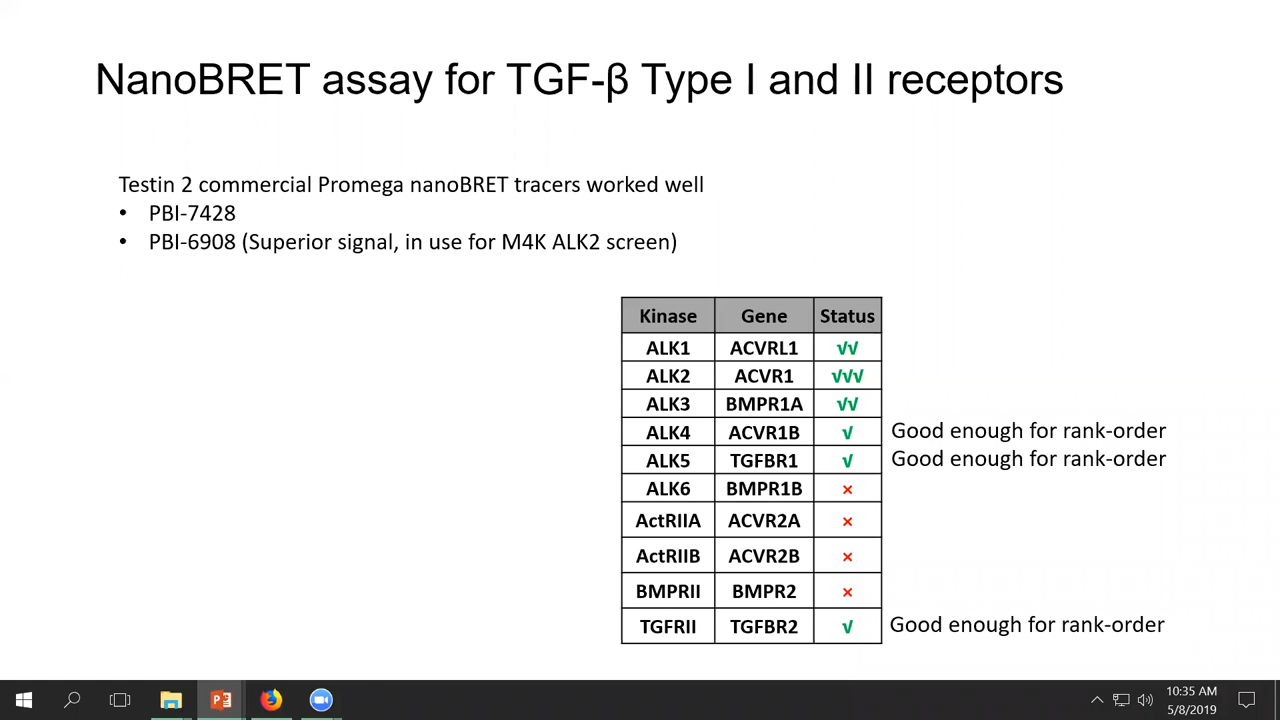 NanoBRET assay for TGF-β Type I and II receptors
Testin 2 commercial Promega nanoBRET tracers worked well
• PBI-7428
• PBI-6908 (Superior signal, in use for M4K ALK2 screen)
Kinase Gene Status
ALK1 ACVRL1 √√
ALK2 ACVR1 √√√
ALK3 BMPR1A √√
ALK4 ACVR1B √ Good enough for rank-order
ALK5 TGFBR1 √ Good enough for rank-order
ALK6 BMPR1B ×
ActRIIA ACVR2A ×
ActRIIB ACVR2B ×
BMPRII BMPR2 ×
TGFRII TGFBR2 √ Good enough for rank-order
10:35 AM
5/8/2019